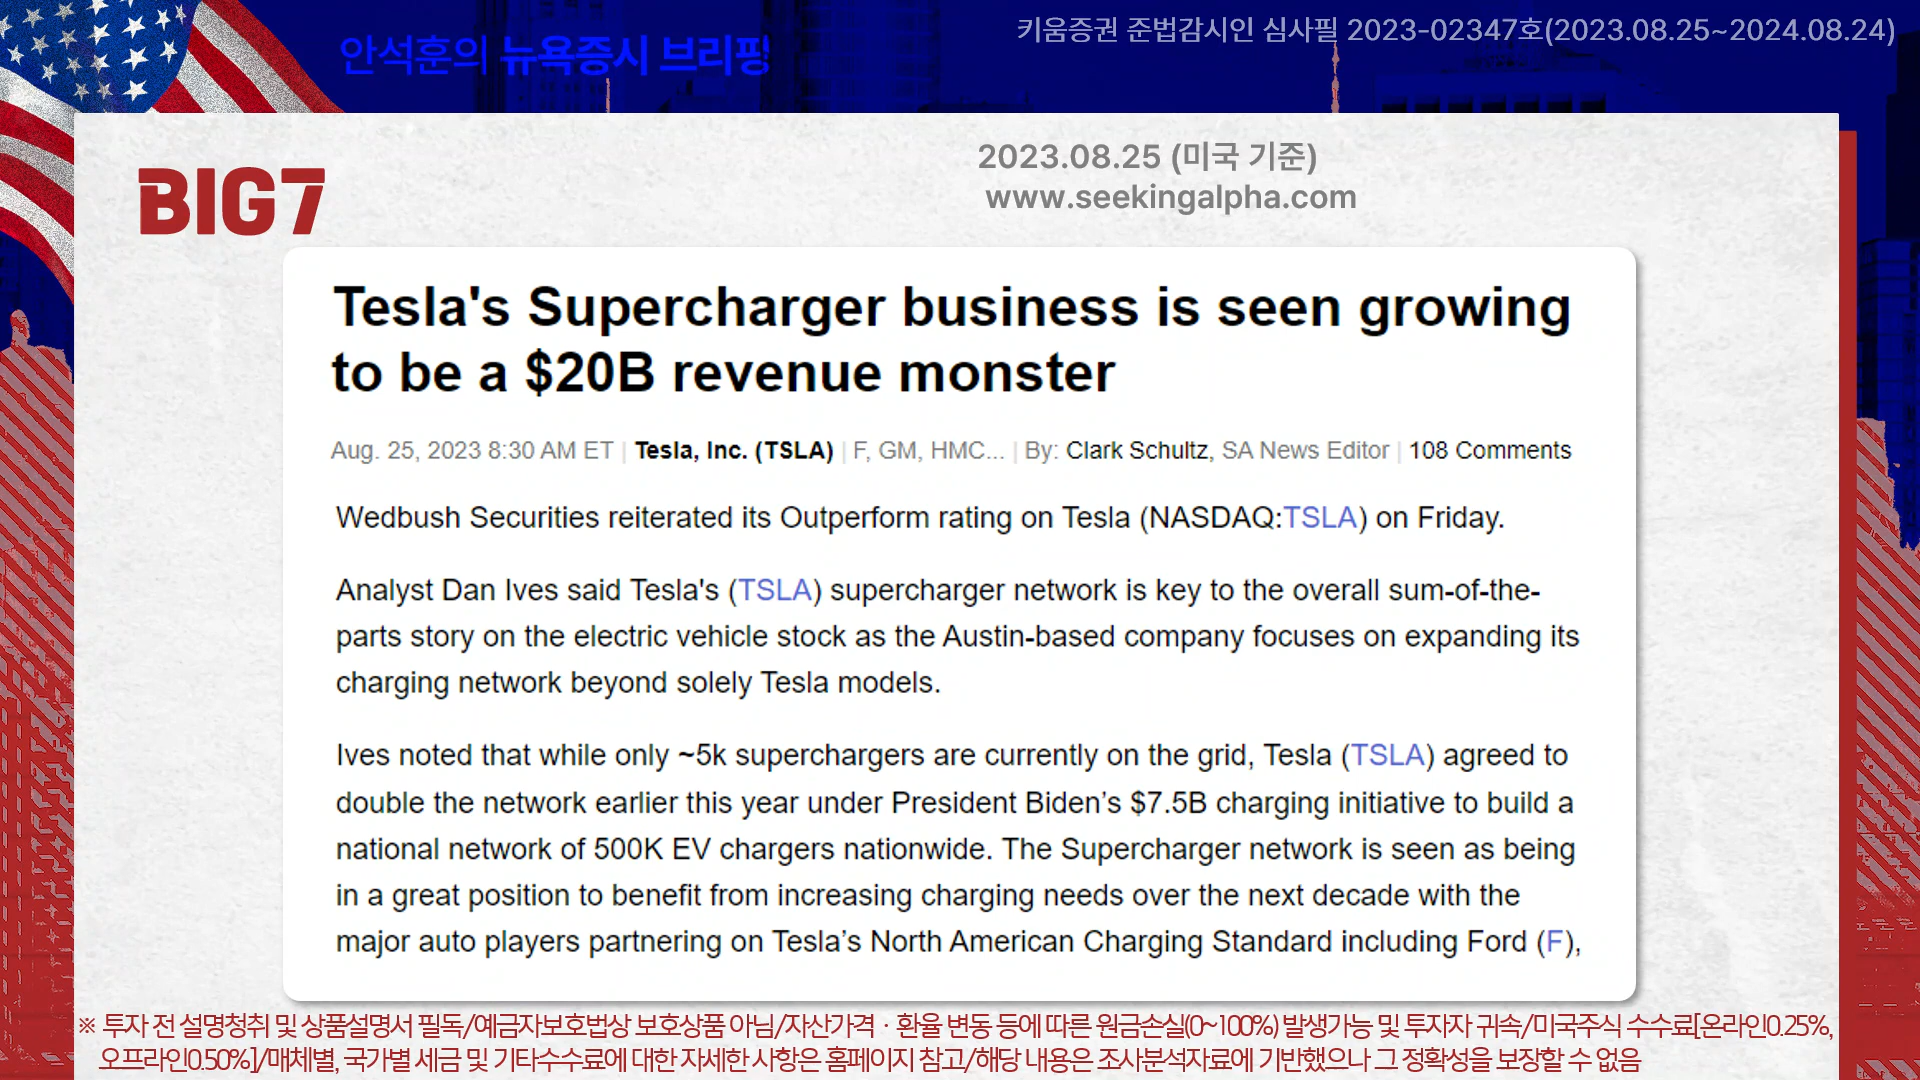 안석훈의 뉴욕증시 브리핑
키움증권 준법감시인 심사필 2023-02347호(2023.08.25~2024.08.24)
BIG7
2023.08.25 (미국 기준)
www.seekingalpha.com
Tesla's Supercharger business is seen growing
to be a $20B revenue monster
Aug. 25, 2023 8:30 AM ET | Tesla, Inc. (TSLA) | F, GM, HMC... | By: Clark Schultz, SA News Editor | 108 Comments
Wedbush Securities reiterated its Outperform rating on Tesla (NASDAQ:TSLA) on Friday.
Analyst Dan Ives said Tesla's (TSLA) supercharger network is key to the overall sum-of-the-
parts story on the electric vehicle stock as the Austin-based company focuses on expanding its
charging network beyond solely Tesla models.
Ives noted that while only ~5k superchargers are currently on the grid, Tesla (TSLA) agreed to
double the network earlier this year under President Biden’s $7.5B charging initiative to build a
national network of 500K EV chargers nationwide. The Supercharger network is seen as being
in a great position to benefit from increasing charging needs over the next decade with the
major auto players partnering on Tesla’s North American Charging Standard including Ford (F),
※ 투자 전 설명청취 및 상품설명서 필독/예금자보호법상 보호상품 아님/자산가격 · 환율 변동 등에 따른 원금손실(0~100%) 발생가능 및 투자자 귀속/미국주식 수수료[온라인0.25%,
오프라인0.50%]/매체별, 국가별 세금 및 기타수수료에 대한 자세한 사항은 홈페이지 참고/해당 내용은 조사분석자료에 기반했으나 그 정확성을 보장할 수 없음